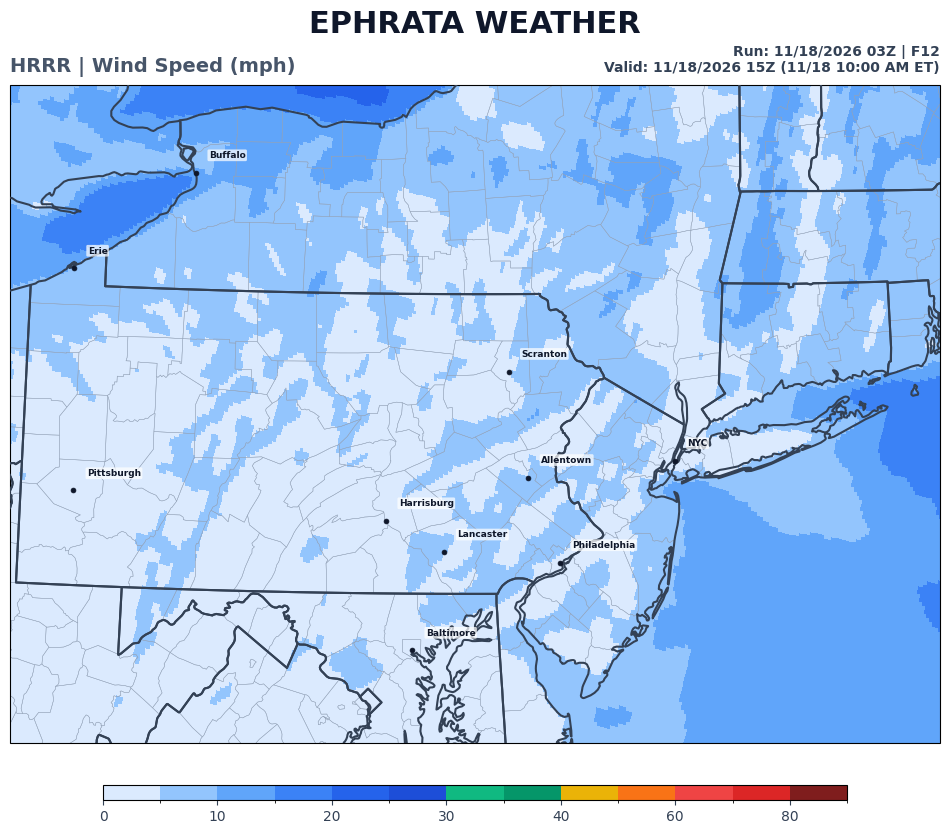 EPHRATA WEATHER
HRRR | Wind Speed (mph)
Run: 11/18/2026 03Z | F12
Valid: 11/18/2026 15Z (11/18 10:00 AM ET)
Buffalo
Erie
Scranton
NYC
Allentown
Pittsburgh
Harrisburg
Lancaster
Philadelphia
Baltimore
0 10 20 30 40 50 60 70 80